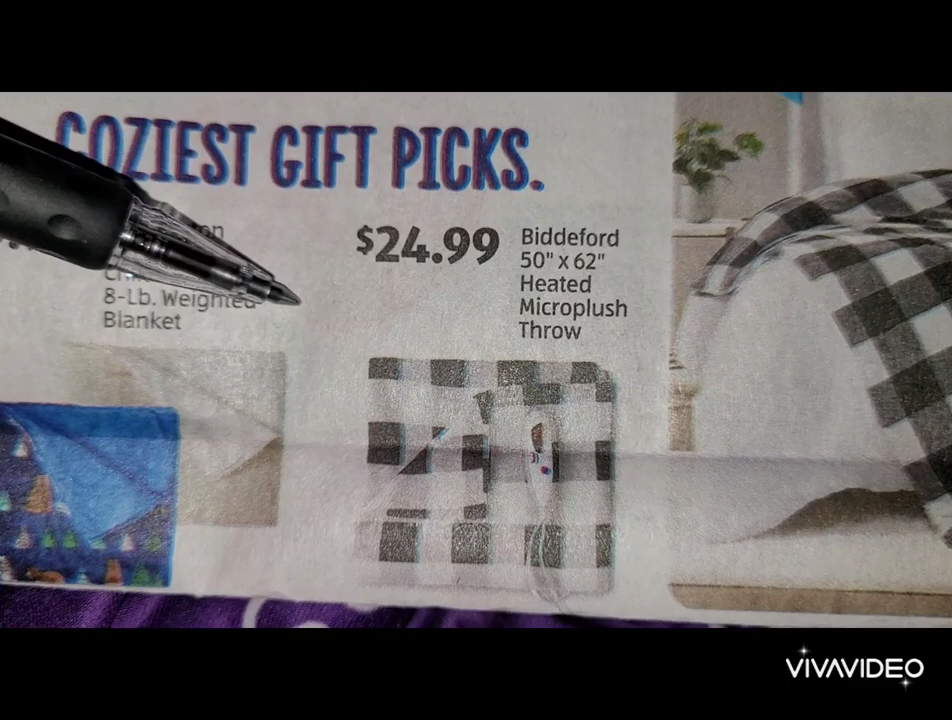 COZIEST GIFT PICKS.
8-Lb. Weighted
Blanket
$24.99
Biddeford
50" x 62"
Heated
Microplush
Throw
VIVAVIDEO